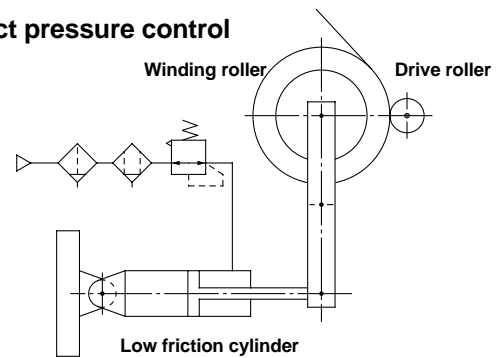 ct pressure control
Winding roller
Drive roller
Low friction cylinder